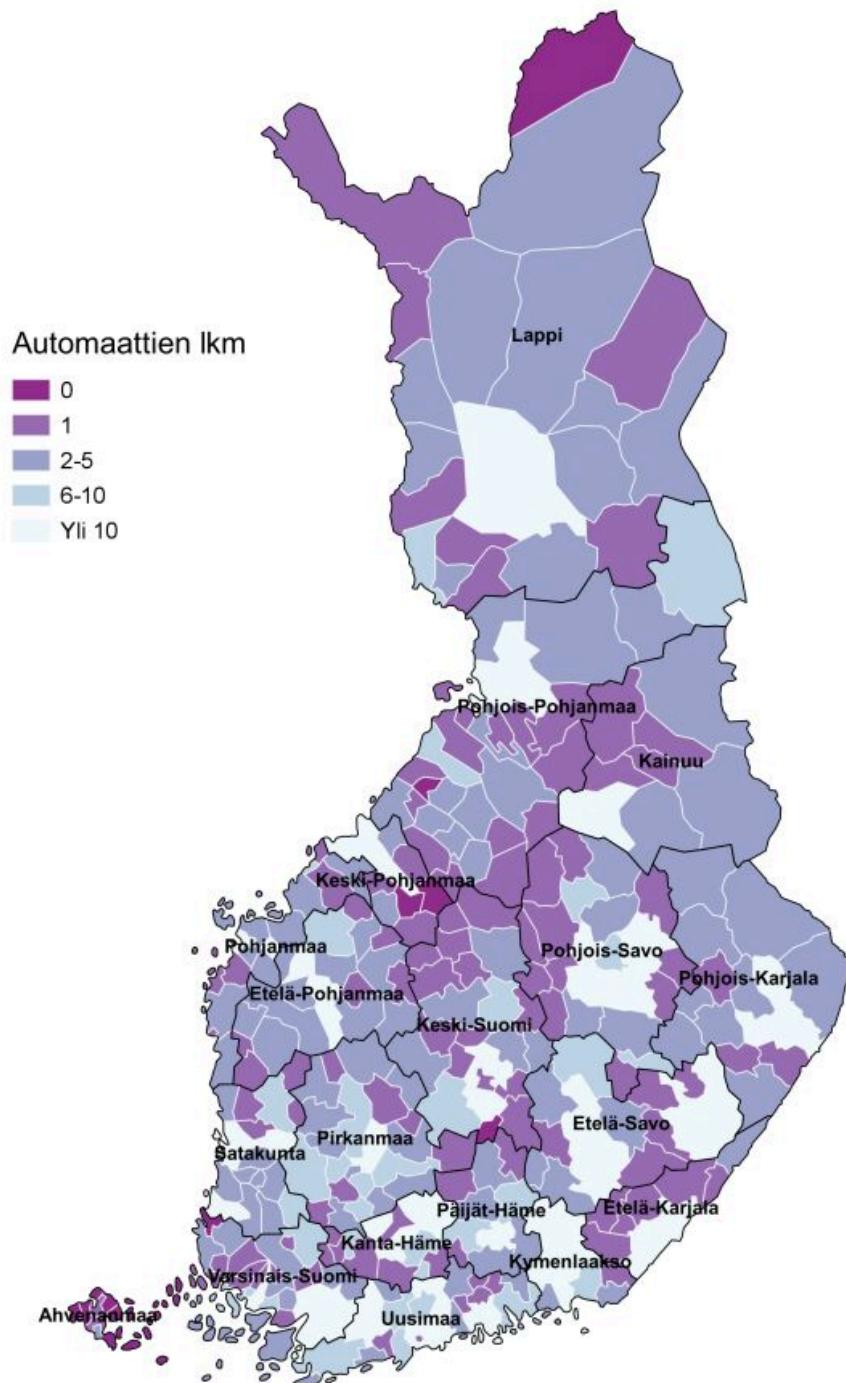 Lappi
Automaattien lkm
0
1
2-5
6-10
Yli 10
Pohjois-Pohjanmaa
Kainuu
Keski-Pohjanmaa
Pohjanmaa
Pohjois-Savo
Pohjois-Karjala
Etelä-Pohjanmaa
Keski-Suomi
Etelä-Savo
Pirkanmaa
Satakunta
Etelä-Karjala
Päijät-Häme
Kanta-Häme
Kymenlaakso
Varsinais-Suomi
Ahvenanmaa
Uusimaa